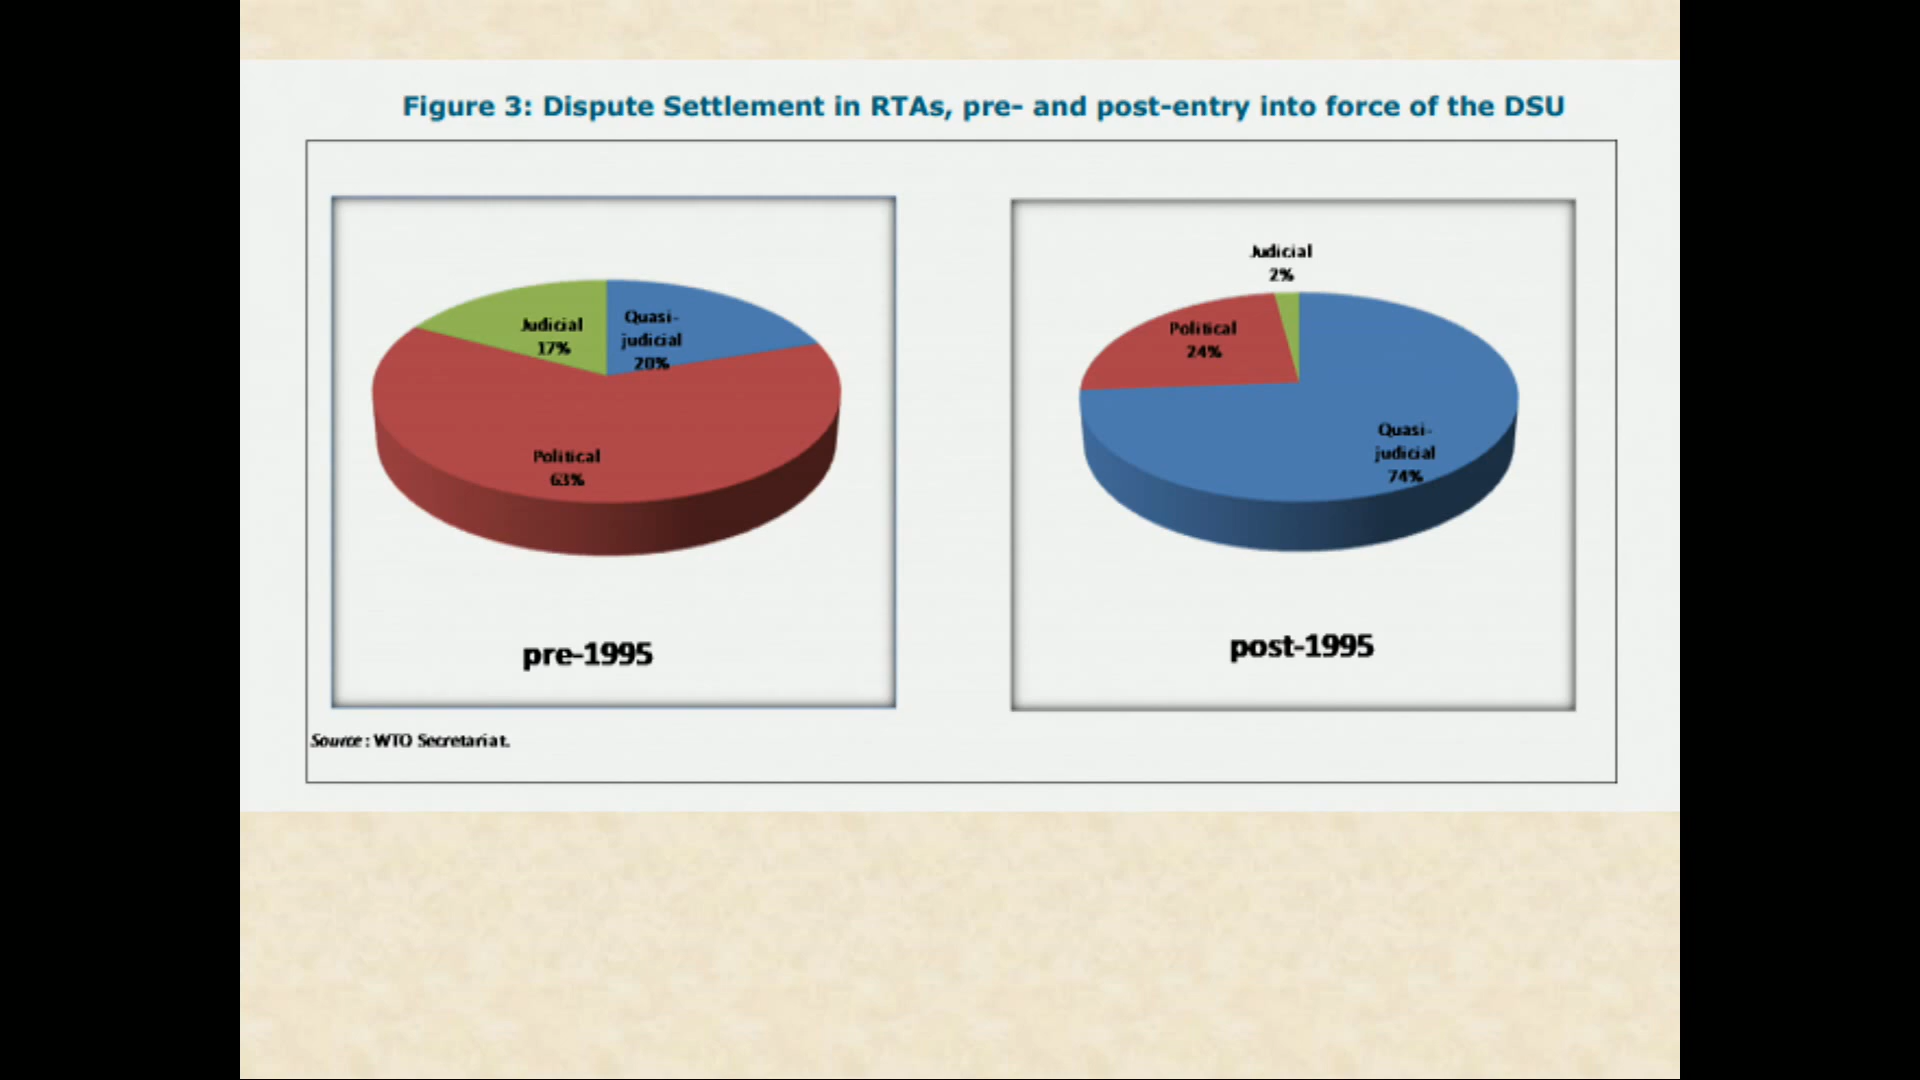 Figure 3: Dispute Settlement in RTAs, pre- and post-entry into force of the DSU
Judicial
17%
Quasi-
judicial
20%
Political
63%
pre-1995
Judicial
2%
Political
24%
Quasi-
judicial
74%
post-1995
Source: WTO Secretariat.